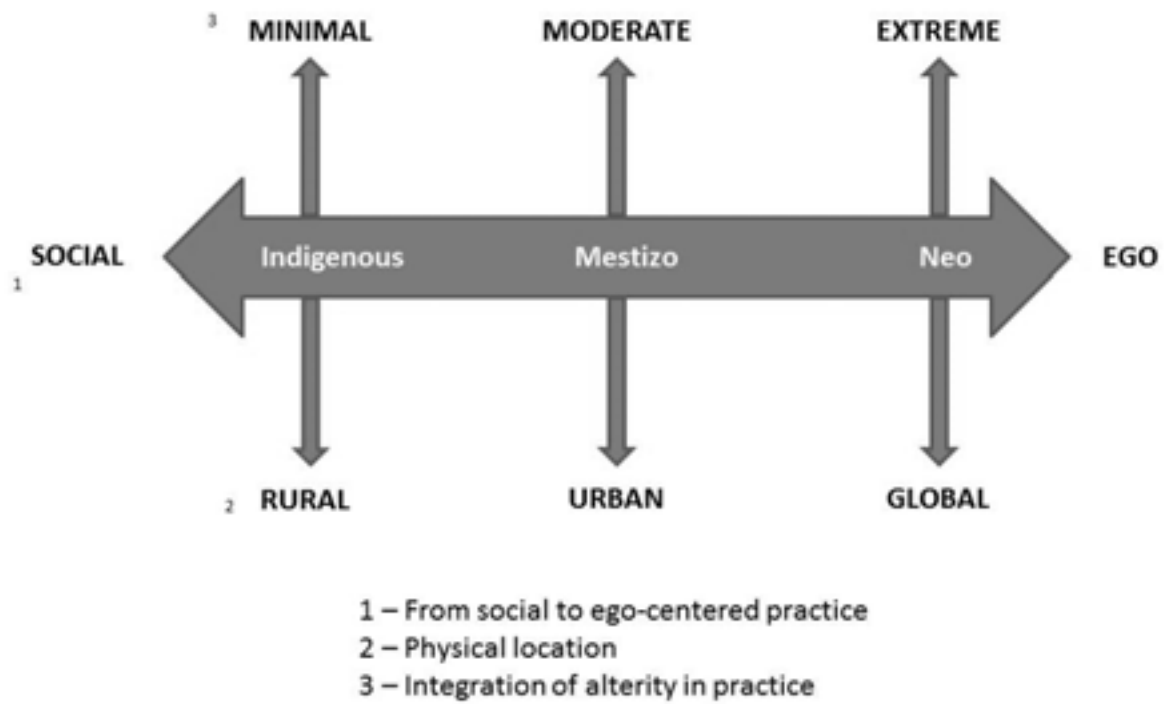 3 MINIMAL MODERATE EXTREME
SOCIAL Indigenous Mestizo Neo EGO
1
2 RURAL URBAN GLOBAL
1 – From social to ego-centered practice
2 – Physical location
3 – Integration of alterity in practice